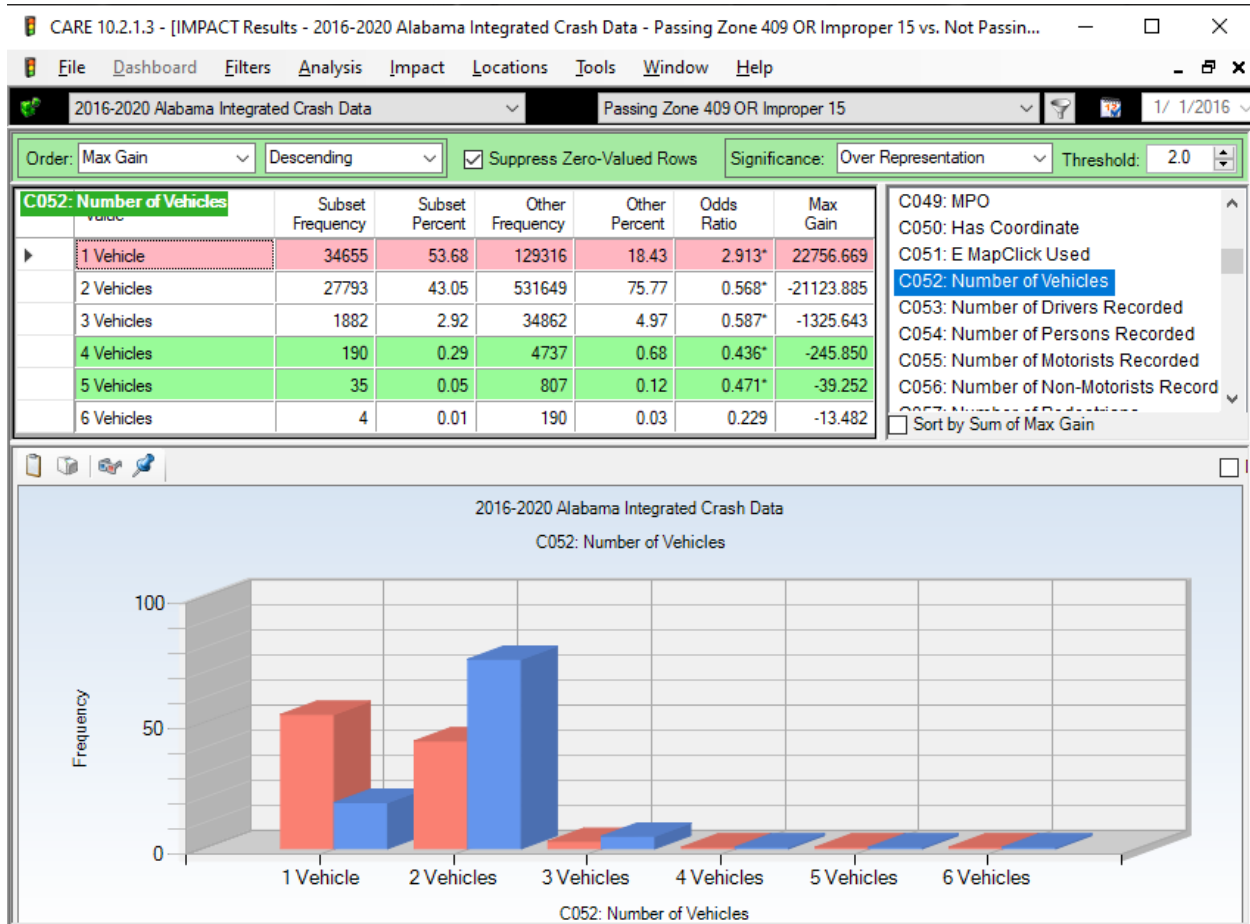 CARE 10.2.1.3 - [IMPACT Results - 2016-2020 Alabama Integrated Crash Data - Passing Zone 409 OR Improper 15 vs. Not Passin...
File Dashboard Filters Analysis Impact Locations Tools Window Help
2016-2020 Alabama Integrated Crash Data Passing Zone 409 OR Improper 15 12 1/ 1/2016
Order: Max Gain Descending Suppress Zero-Valued Rows Significance: Over Representation Threshold: 2.0
C052: Number of Vehicles Subset Frequency Subset Percent Other Frequency Other Percent Odds Ratio Max Gain
1 Vehicle 34655 53.68 129316 18.43 2.913* 22756.669
2 Vehicles 27793 43.05 531649 75.77 0.568* -21123.885
3 Vehicles 1882 2.92 34862 4.97 0.587* -1325.643
4 Vehicles 190 0.29 4737 0.68 0.436* -245.850
5 Vehicles 35 0.05 807 0.12 0.471* -39.252
6 Vehicles 4 0.01 190 0.03 0.229 -13.482
C049: MPO
C050: Has Coordinate
C051: E MapClick Used
C052: Number of Vehicles
C053: Number of Drivers Recorded
C054: Number of Persons Recorded
C055: Number of Motorists Recorded
C056: Number of Non-Motorists Record
Sort by Sum of Max Gain
2016-2020 Alabama Integrated Crash Data
C052: Number of Vehicles
Frequency
100
50
0
1 Vehicle 2 Vehicles 3 Vehicles 4 Vehicles 5 Vehicles 6 Vehicles
C052: Number of Vehicles